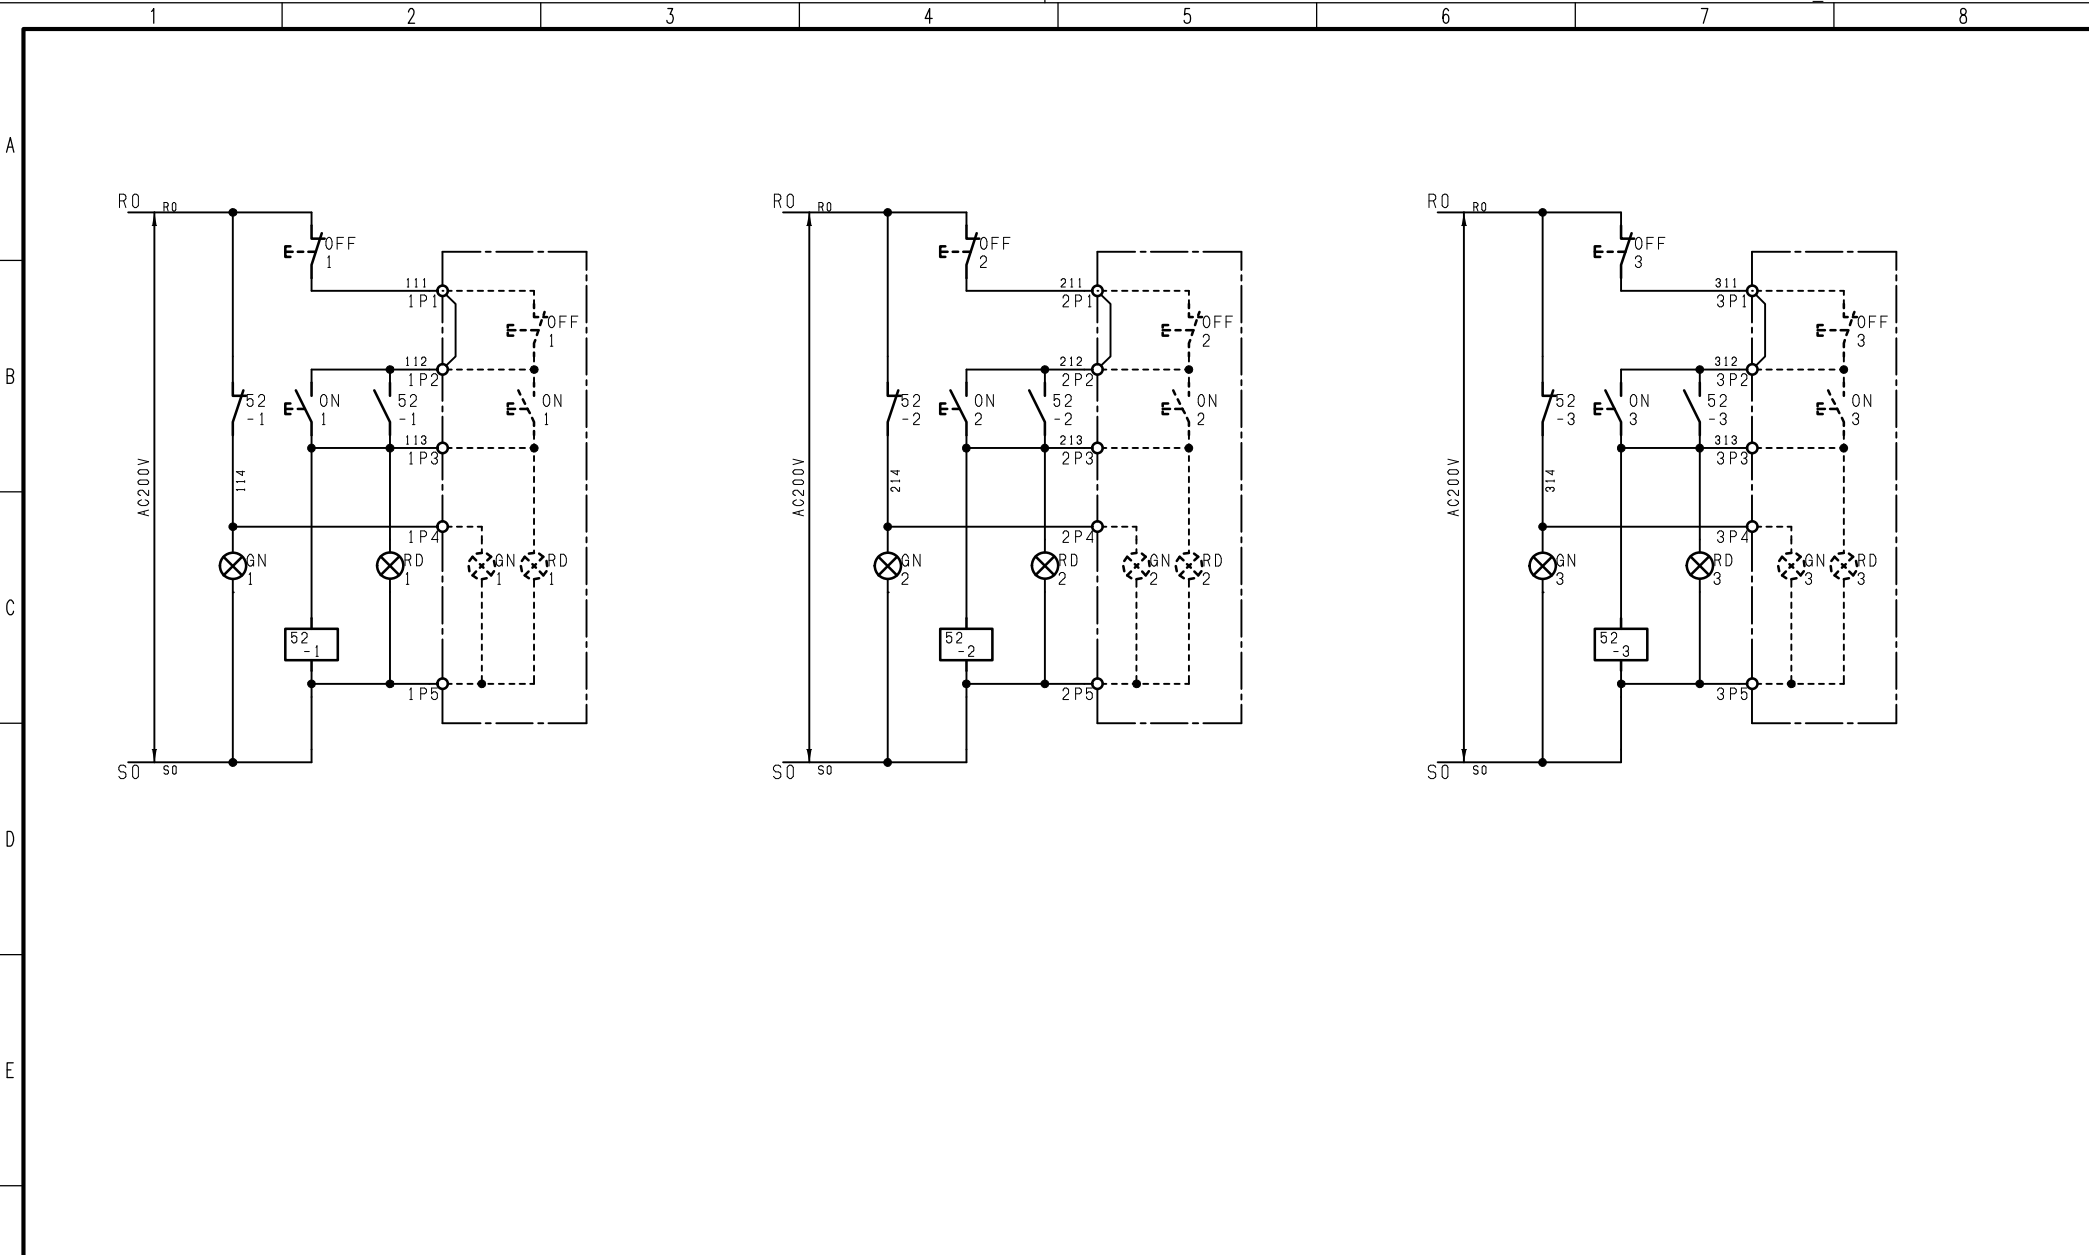 1 2 3 4 5 6 7 8
A
B
C
D
E
R0 R0
OFF
1
111
1P1
OFF
1
112
1P2
52
-1
ON
1
52
-1
ON
1
113
1P3
AC200V
114
1P4
GN
1
RD
1
GN
1
RD
1
52
-1
1P5
S0 S0
R0 R0
OFF
2
211
2P1
OFF
2
212
2P2
52
-2
ON
2
52
-2
ON
2
213
2P3
AC200V
214
2P4
GN
2
RD
2
GN
2
RD
2
52
-2
2P5
S0 S0
R0 R0
OFF
3
311
3P1
OFF
3
312
3P2
52
-3
ON
3
52
-3
ON
3
313
3P3
AC200V
314
3P4
GN
3
RD
3
GN
3
RD
3
52
-3
3P5
S0 S0